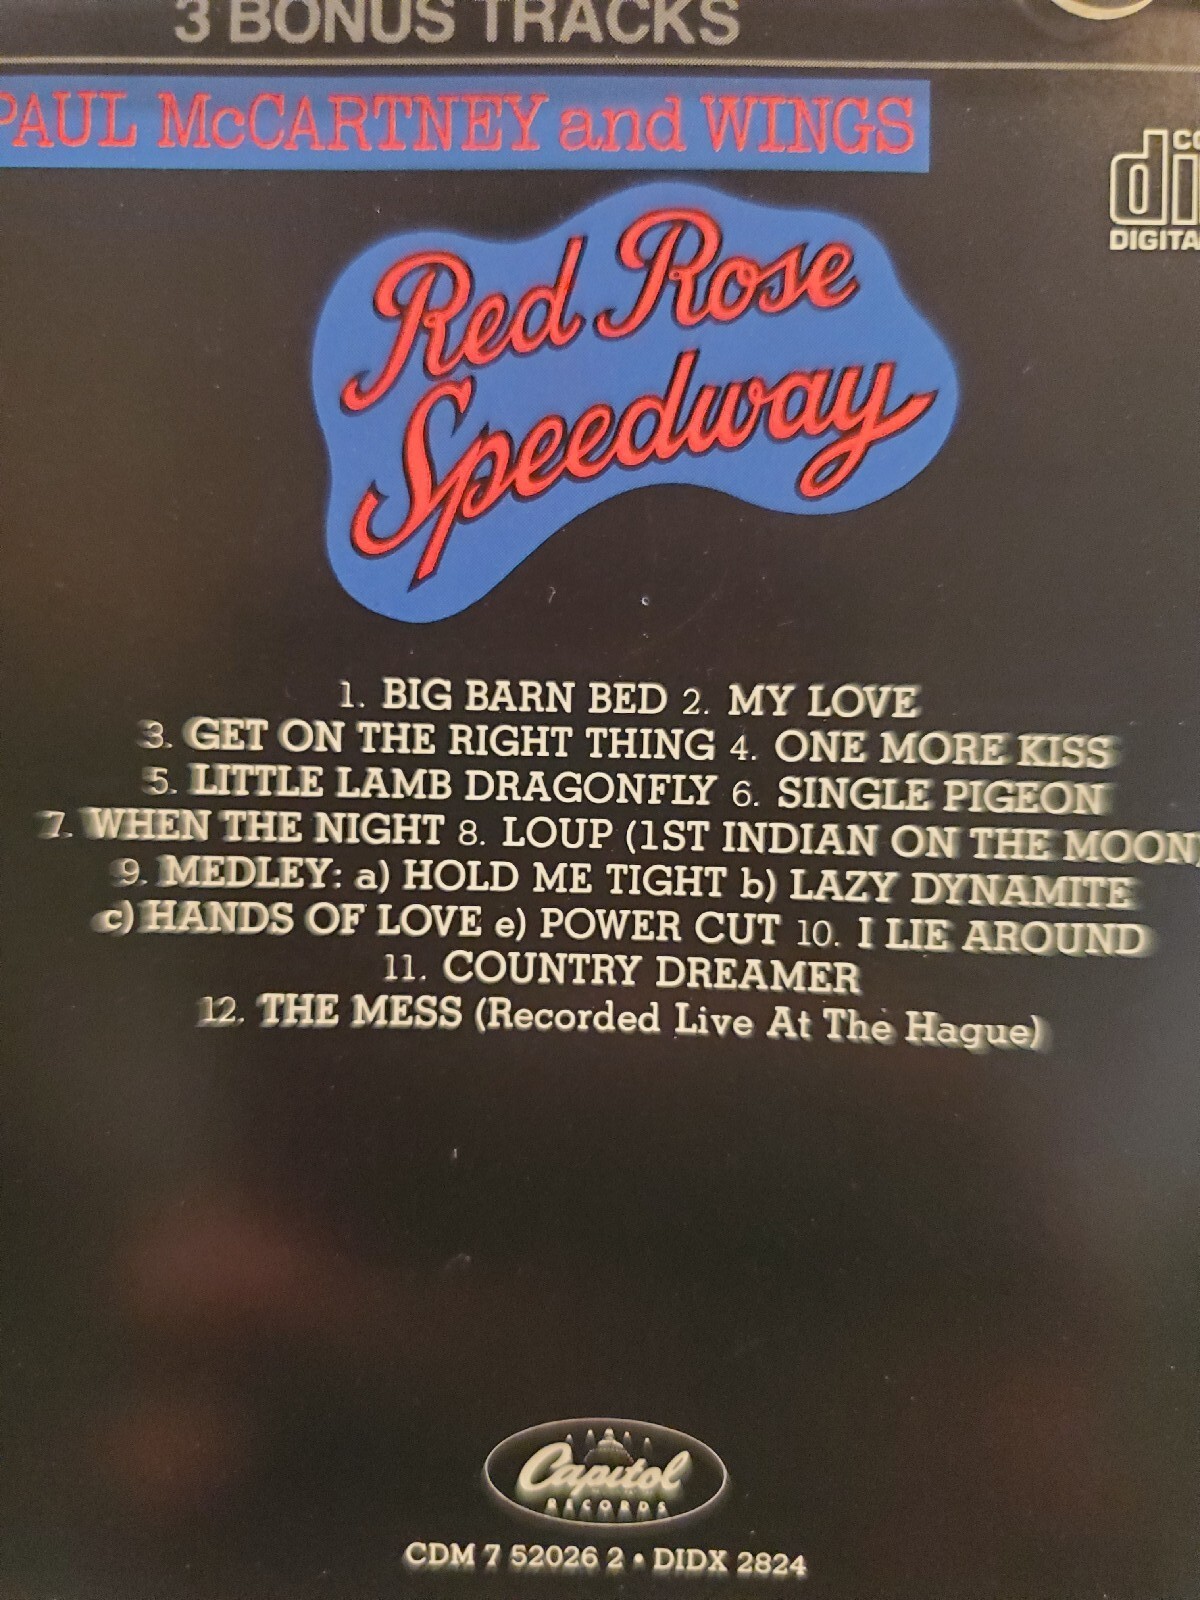 3 BONUS TRACKS
PAUL McCARTNEY and WINGS
CO
di
DIGITA
Red Rose
Speedway
1. BIG BARN BED 2. MY LOVE
3. GET ON THE RIGHT THING 4. ONE MORE KISS
5. LITTLE LAMB DRAGONFLY 6. SINGLE PIGEON
7. WHEN THE NIGHT 8. LOUP (1ST INDIAN ON THE MOON)
9. MEDLEY: a) HOLD ME TIGHT b) LAZY DYNAMITE
c) HANDS OF LOVE e) POWER CUT 10. I LIE AROUND
11. COUNTRY DREAMER
12. THE MESS (Recorded Live At The Hague)
Capitol
RECORDS
CDM 7 52026 2 • DIDX 2824